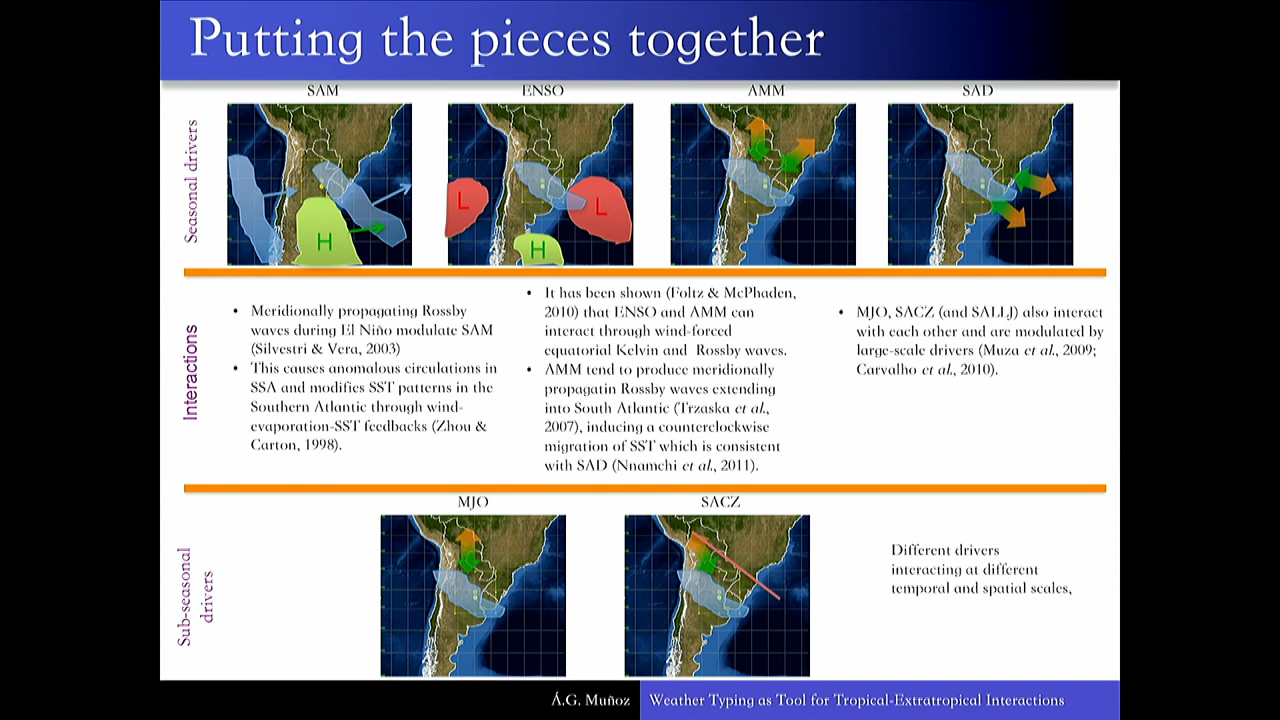 Putting the pieces together
SAM
ENSO
AMM
SAD
Seasonal drivers
H
L
H
L
Interactions
• Meridionally propagating Rossby
waves during El Niño modulate SAM
(Silvestri & Vera, 2003)
• This causes anomalous circulations in
SSA and modifies SST patterns in the
Southern Atlantic through wind-
evaporation-SST feedbacks (Zhou &
Carton, 1998).
• It has been shown (Foltz & McPhaden,
2010) that ENSO and AMM can
interact through wind-forced
equatorial Kelvin and Rossby waves.
• AMM tend to produce meridionally
propagatin Rossby waves extending
into South Atlantic (Trzaska et al.,
2007), inducing a counterclockwise
migration of SST which is consistent
with SAD (Nnamchi et al., 2011).
• MJO, SACZ (and SALLJ) also interact
with each other and are modulated by
large-scale drivers (Muza et al., 2009;
Carvalho et al., 2010).
MJO
SACZ
Sub-seasonal
drivers
Different drivers
interacting at different
temporal and spatial scales,
Á.G. Muñoz
Weather Typing as Tool for Tropical-Extratropical Interactions